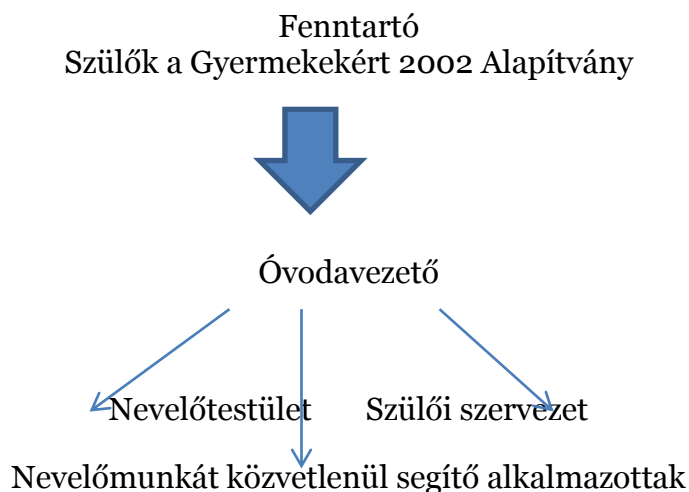 Fenntartó
Szülők a Gyermekekért 2002 Alapítvány
Óvodavezető
Nevelőtestület Szülői szervezet
Nevelőmunkát közvetlenül segítő alkalmazottak